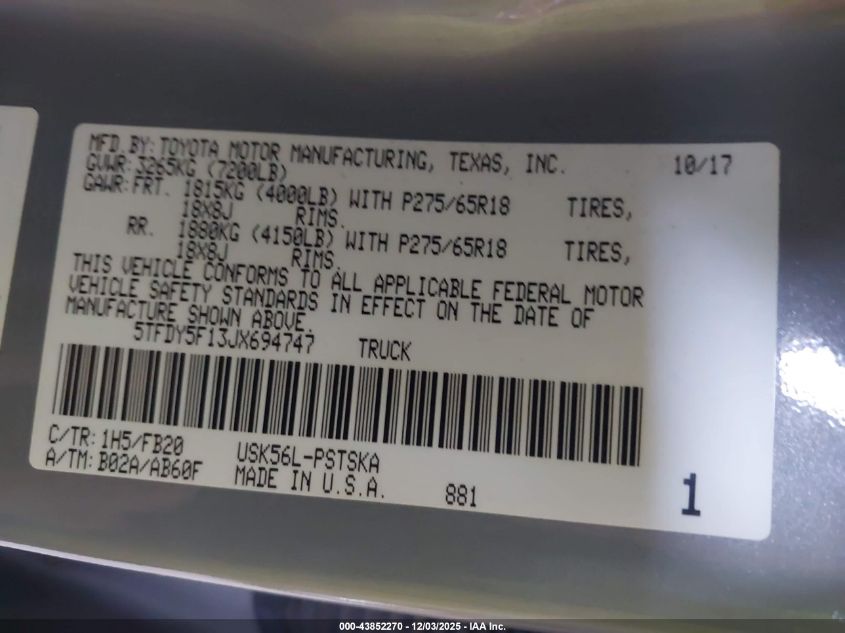 MFD. BY: TOYOTA MOTOR MANUFACTURING, TEXAS, INC. 10/17
GVWR: 3265KG (7200LB)
GAWR: FRT. 1815KG (4000LB) WITH P275/65R18 TIRES,
18X8J RIMS.
RR. 1880KG (4150LB) WITH P275/65R18 TIRES,
18X8J RIMS.
THIS VEHICLE CONFORMS TO ALL APPLICABLE FEDERAL MOTOR
VEHICLE SAFETY STANDARDS IN EFFECT ON THE DATE OF
MANUFACTURE SHOWN ABOVE.
5TFDY5F13JX694747 TRUCK
C/TR: 1H5/FB20 USK56L-PSTSKA
A/TM: B02A/AB60F MADE IN U.S.A. 881 1
000-43852270 - 12/03/2025 - IAA Inc.